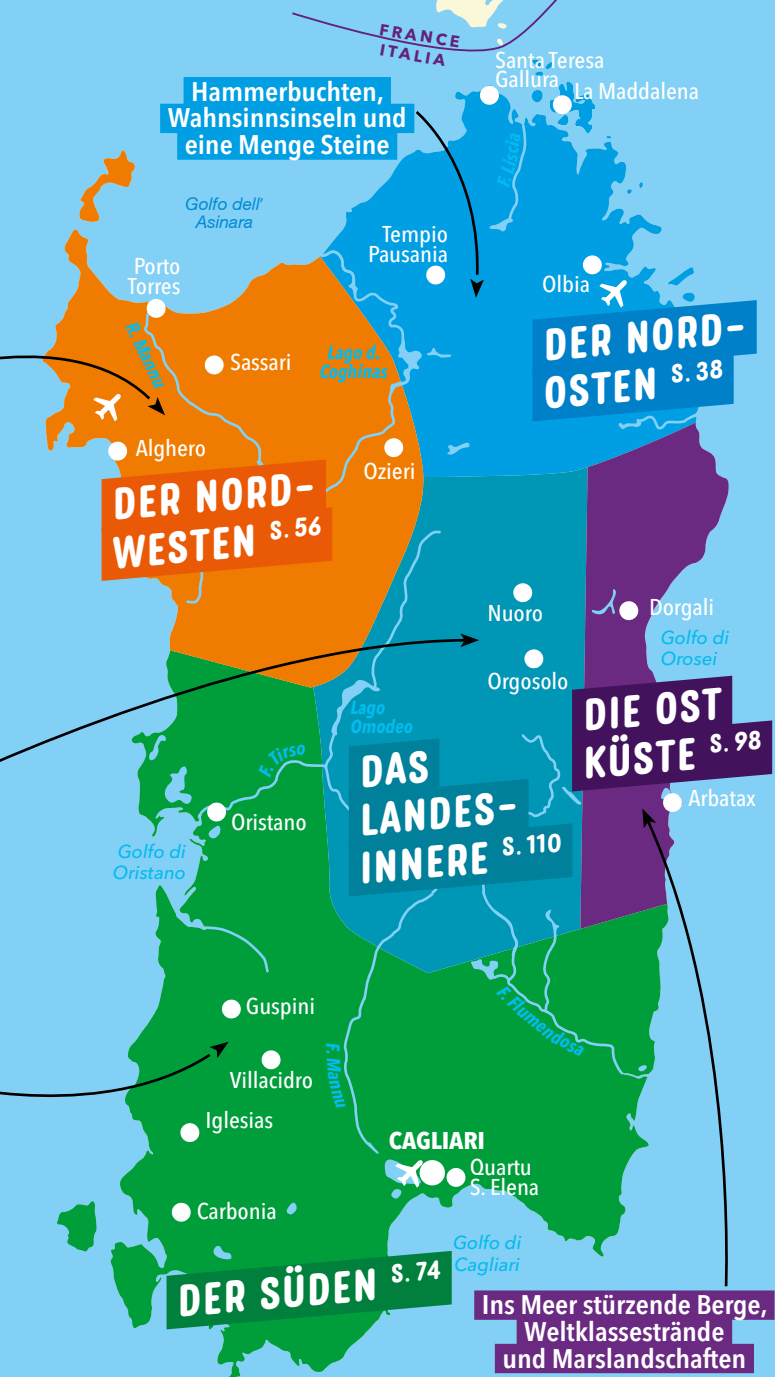 FRANCE
ITALIA
Santa Teresa
Gallura
La Maddalena
Hammerbuchten,
Wahnsinnsinseln und
eine Menge Steine
F. Liscia
Golfo dell'
Asinara
Tempio
Pausania
Porto
Torres
Olbia
R. Mannu
DER NORD-
OSTEN S. 38
Sassari
Lago d.
Coghinas
Alghero
Ozieri
DER NORD-
WESTEN S. 56
Nuoro
Dorgali
Golfo di
Orosei
Orgosolo
DIE OST
KÜSTE S. 98
Lago
Omodeo
F. Tirso
DAS
LANDES-
INNERE S. 110
Arbatax
Oristano
Golfo di
Oristano
Guspini
F. Flumendosa
F. Mannu
Villacidro
Iglesias
CAGLIARI
Quartu
S. Elena
Carbonia
Golfo di
Cagliari
DER SÜDEN S. 74
Ins Meer stürzende Berge,
Weltklassestrände
und Marslandschaften